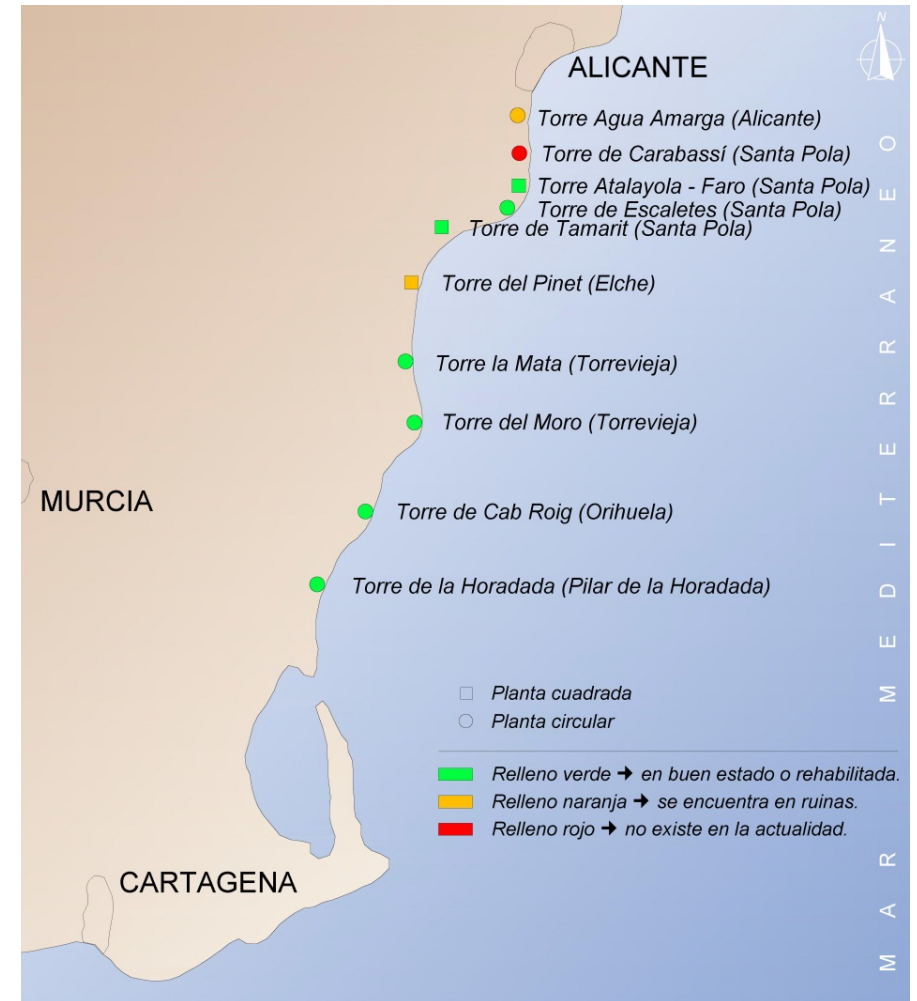 N
ALICANTE
Torre Agua Amarga (Alicante)
Torre de Carabassí (Santa Pola)
Torre Atalayola - Faro (Santa Pola)
Torre de Escaletes (Santa Pola)
Torre de Tamarit (Santa Pola)
Torre del Pinet (Elche)
Torre la Mata (Torrevieja)
Torre del Moro (Torrevieja)
MURCIA
Torre de Cab Roig (Orihuela)
Torre de la Horadada (Pilar de la Horadada)
Planta cuadrada
Planta circular
Relleno verde ➔ en buen estado o rehabilitada.
Relleno naranja ➔ se encuentra en ruinas.
Relleno rojo ➔ no existe en la actualidad.
CARTAGENA
MAR MEDITERRANEO